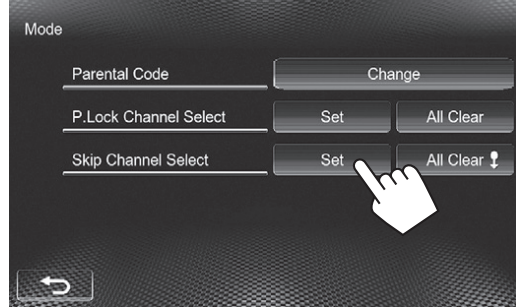 Mode
Parental Code Change
P.Lock Channel Select Set All Clear
Skip Channel Select Set All Clear